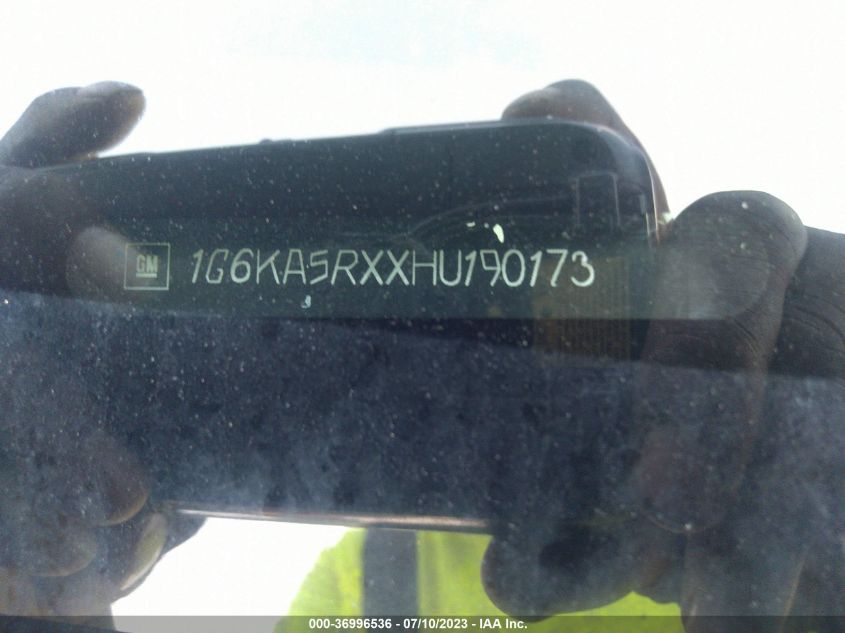 GM 1G6KA5RXXHU190173
000-36996536 - 07/10/2023 - IAA Inc.